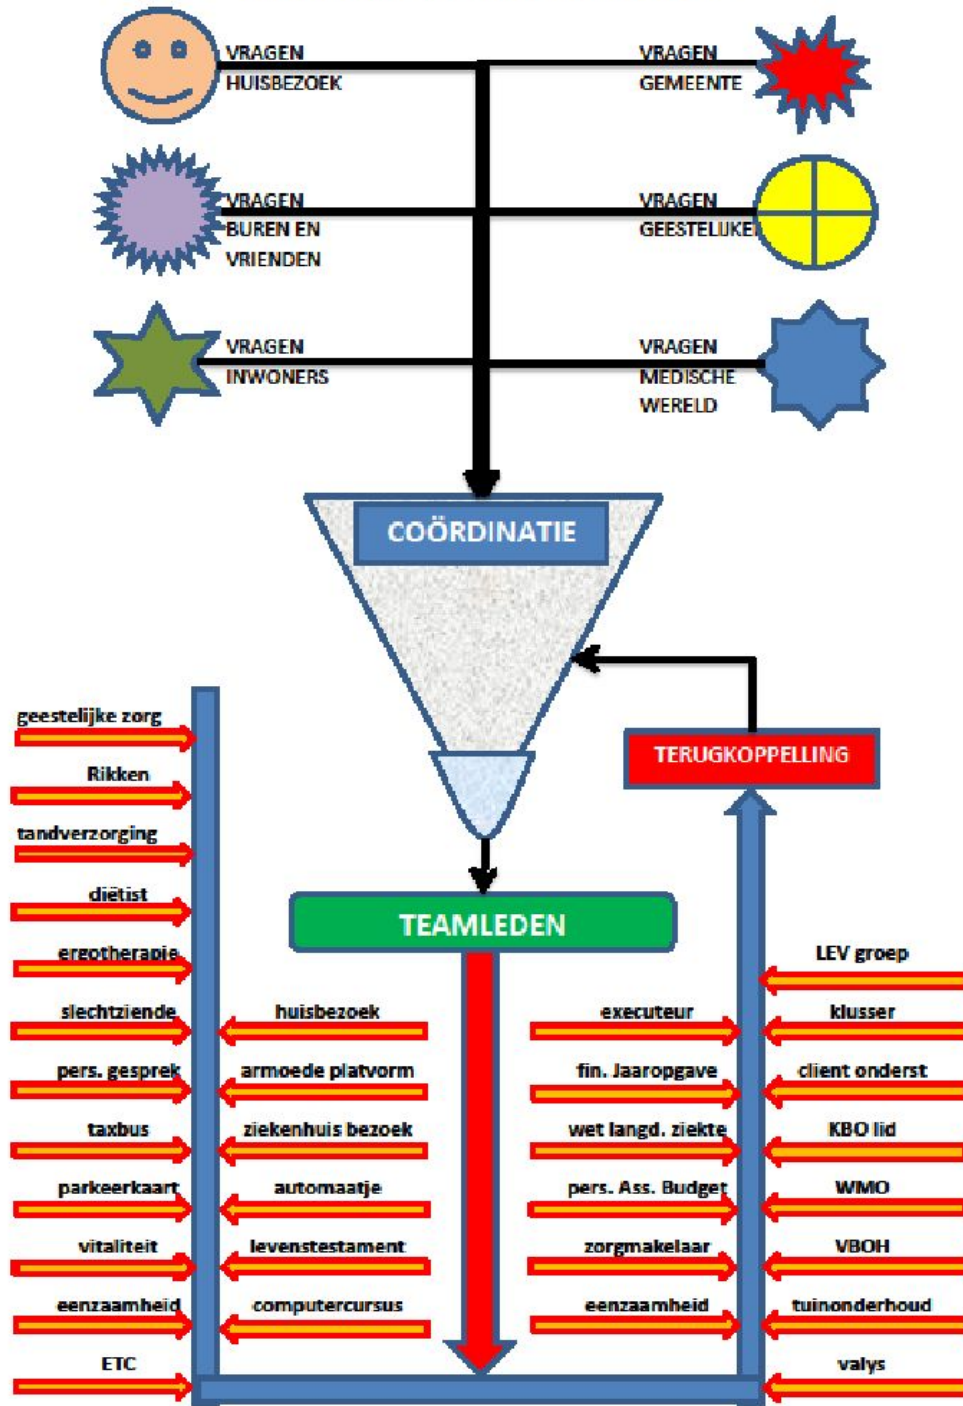 VRAGEN
HUISBEZOEK
VRAGEN
GEMEENTE
VRAGEN
BUREN EN
VRIENDEN
VRAGEN
GEESTELIJKE
VRAGEN
INWONERS
VRAGEN
MEDISCHE
WERELD
COÖRDINATIE
TERUGKOPPELLING
TEAMLEDEN
geestelijke zorg
Rikken
tandverzorging
diëtist
ergotherapie
slechtziende
pers. gesprek
taxbus
parkeerkaart
vitaliteit
eenzaamheid
ETC
huisbezoek
armoede platvorm
ziekenhuis bezoek
automaatje
levenstestament
computercursus
executeur
fin. Jaaropgave
wet langd. ziekte
pers. Ass. Budget
zorgmakelaar
eenzaamheid
LEV groep
klusser
client onderst
KBO lid
WMO
VBOH
tuinonderhoud
valys